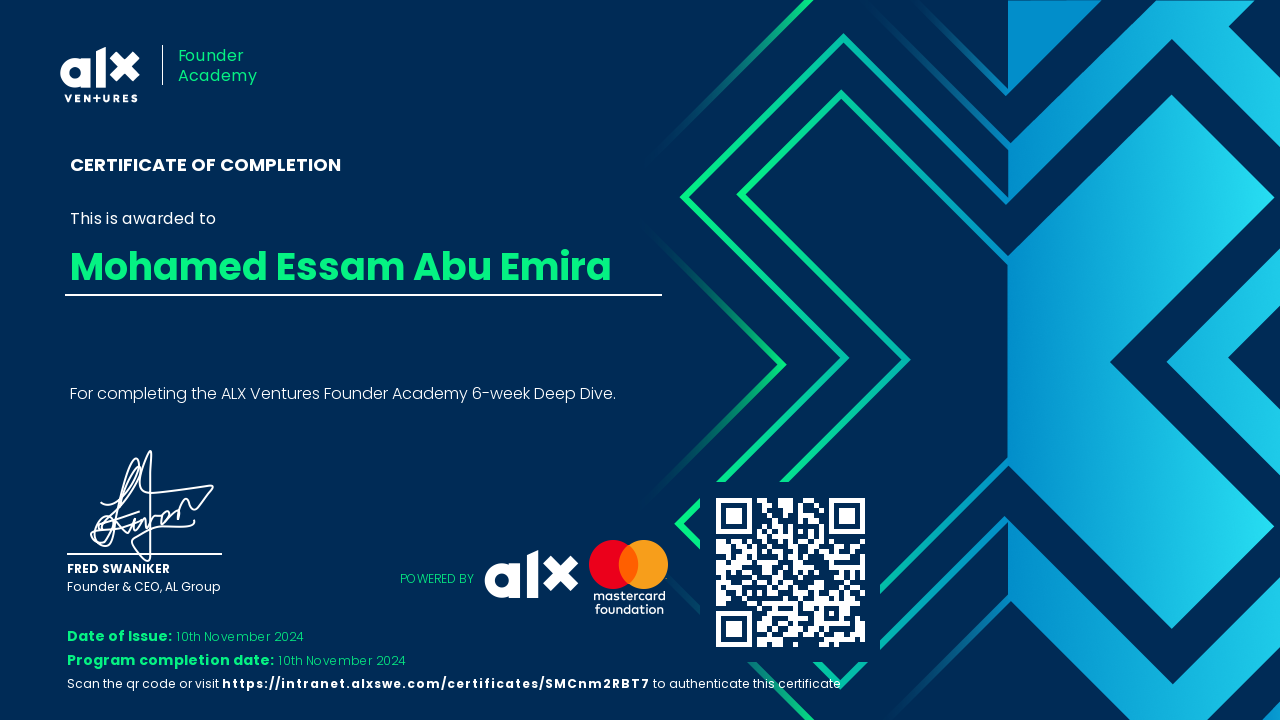 alx
VENTURES
Founder
Academy
CERTIFICATE OF COMPLETION
This is awarded to
Mohamed Essam Abu Emira
For completing the ALX Ventures Founder Academy 6-week Deep Dive.
FRED SWANIKER
Founder & CEO, AL Group
POWERED BY alx
mastercard
foundation
Date of Issue: 10th November 2024
Program completion date: 10th November 2024
Scan the qr code or visit https://intranet.alxswe.com/certificates/SMCnm2RBT7 to authenticate this certificate